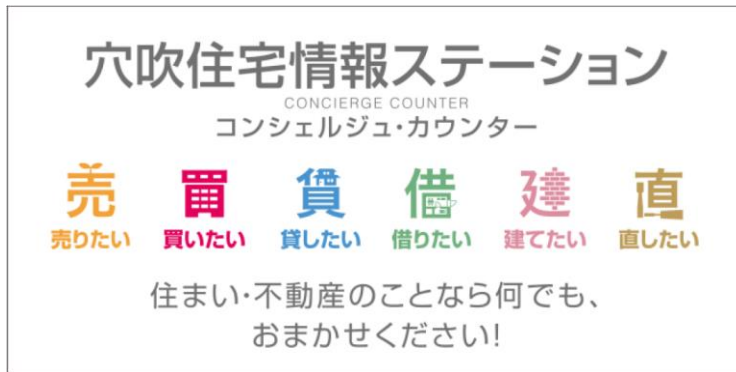 穴吹住宅情報ステーション
CONCIERGE COUNTER
コンシェルジュ・カウンター
売 買 賃 借 建 直
売りたい 買いたい 貸したい 借りたい 建てたい 直したい
住まい・不動産のことなら何でも、
おまかせください!